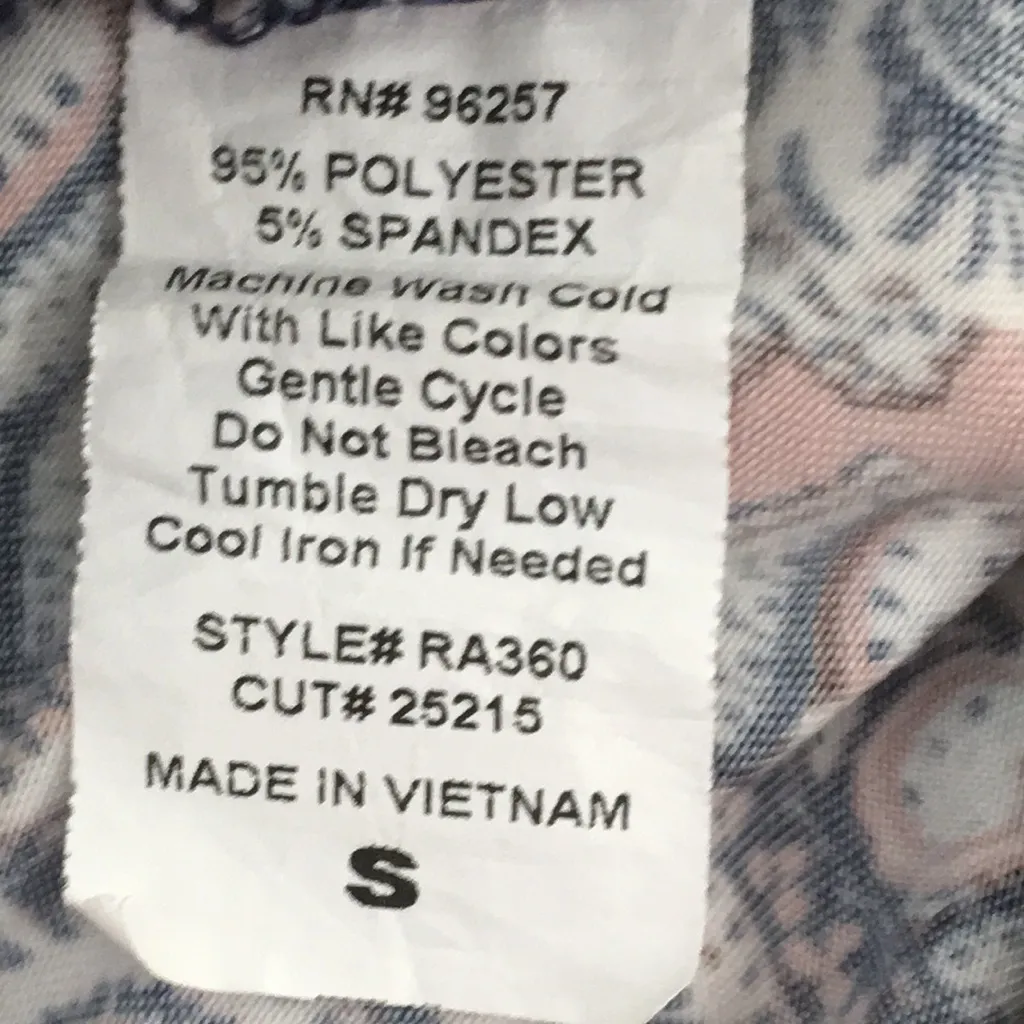 RN# 96257
95% POLYESTER
5% SPANDEX
Machine Wash Cold
With Like Colors
Gentle Cycle
Do Not Bleach
Tumble Dry Low
Cool Iron If Needed
STYLE# RA360
CUT# 25215
MADE IN VIETNAM
S